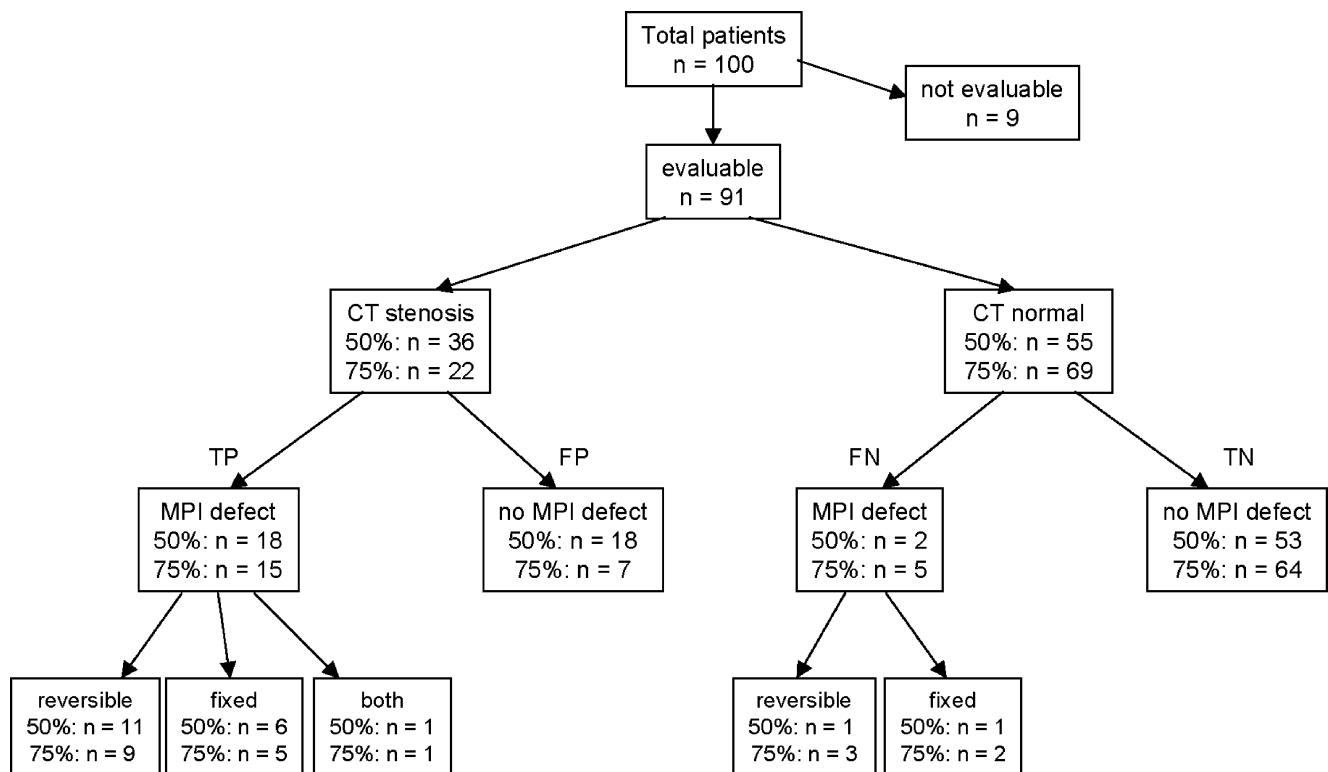 Total patients
n = 100
not evaluable
n = 9
evaluable
n = 91
CT stenosis
50%: n = 36
75%: n = 22
CT normal
50%: n = 55
75%: n = 69
TP
FP
FN
TN
MPI defect
50%: n = 18
75%: n = 15
no MPI defect
50%: n = 18
75%: n = 7
MPI defect
50%: n = 2
75%: n = 5
no MPI defect
50%: n = 53
75%: n = 64
reversible
50%: n = 11
75%: n = 9
fixed
50%: n = 6
75%: n = 5
both
50%: n = 1
75%: n = 1
reversible
50%: n = 1
75%: n = 3
fixed
50%: n = 1
75%: n = 2